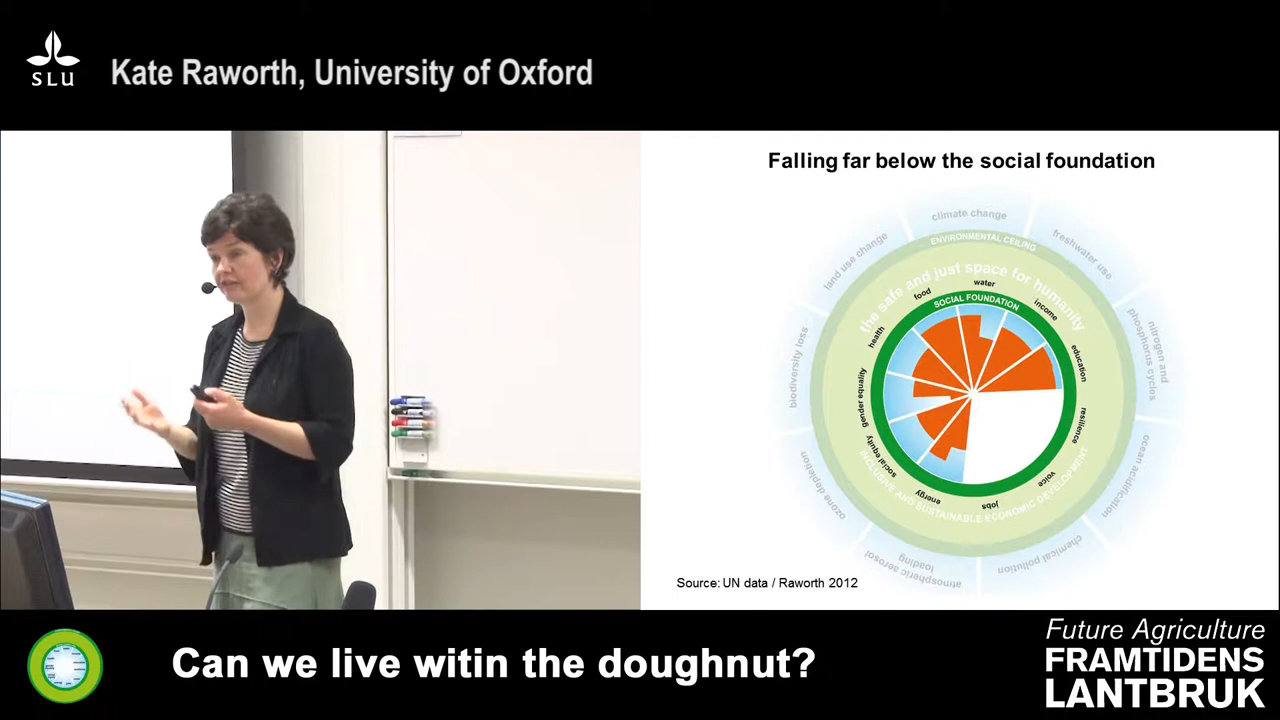 SLU
Kate Raworth, University of Oxford
Falling far below the social foundation
climate change
freshwater use
nitrogen and
phosphorus cycles
ocean acidification
chemical pollution
atmospheric aerosol
loading
ozone depletion
biodiversity loss
land use change
ENVIRONMENTAL CEILING
the safe and just space for humanity
water
income
education
resilience
voice
jobs
energy
social equity
gender equality
health
food
SOCIAL FOUNDATION
INCLUSIVE AND SUSTAINABLE ECONOMIC DEVELOPMENT
Source: UN data / Raworth 2012
Can we live witin the doughnut?
Future Agriculture
FRAMTIDENS
LANTBRUK